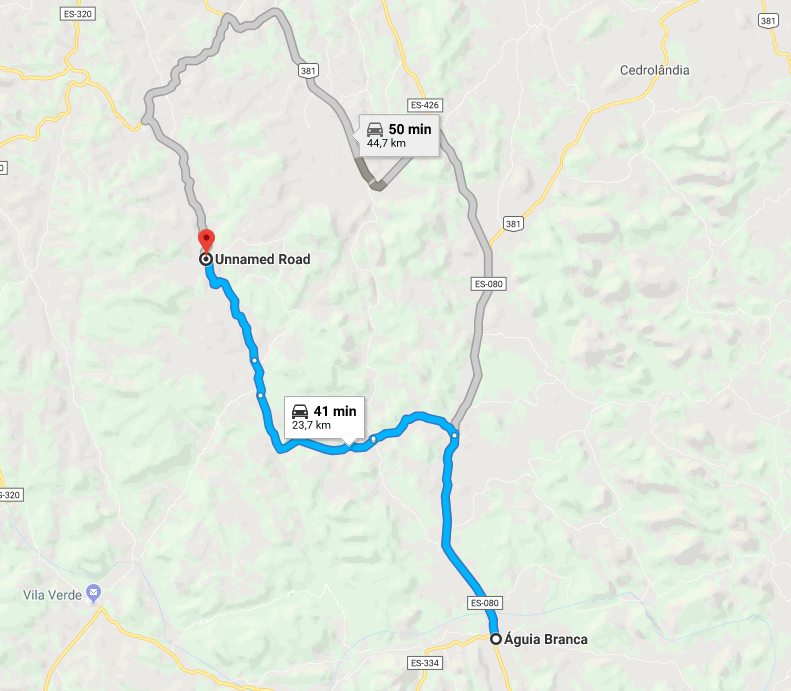 ES-320
381
381
Cedrolândia
ES-426
50 min
44,7 km
381
Unnamed Road
ES-080
41 min
23,7 km
ES-320
Vila Verde
ES-080
Águia Branca
ES-334